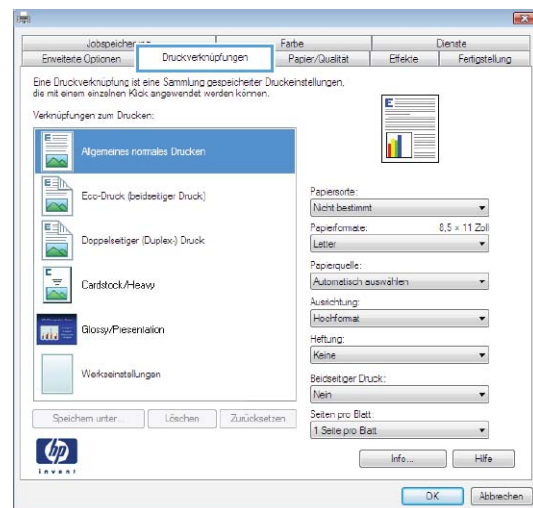 Farbe
Dienste
Erweiterte Optionen
Druckverknüpfungen
Papier/Qualität
Effekte
Fertigstellung
Eine Druckverknüpfung ist eine Sammlung gespeicherter Druckeinstellungen,
die mit einem einzelnen Klick angewendet werden können.
Verknüpfungen zum Drucken:
Allgemeines normales Drucken
Eco-Druck (beidseitiger Druck)
Doppelseitiger (Duplex-) Druck
Cardstock/Heavy
Glossy/Presentation
Werkseinstellungen
Speichern unter...
Löschen
Zurücksetzen
Papiersorte:
Nicht bestimmt
Papierformate: 8,5 × 11 Zoll
Letter
Papierquelle:
Automatisch auswählen
Ausrichtung:
Hochformat
Heftung:
Keine
Beidseitiger Druck:
Nein
Seiten pro Blatt:
1 Seite pro Blatt
hp
invent
Info...
Hilfe
OK
Abbrechen